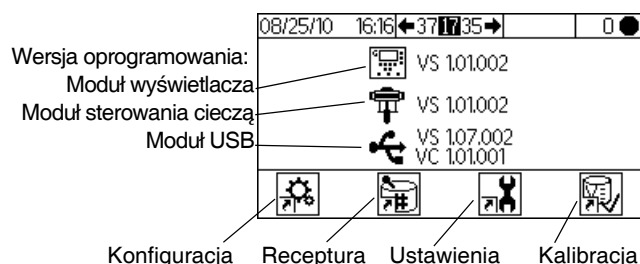 08/25/10 16:16 37 17 35 0
Wersja oprogramowania:
Moduł wyświetlacza VS 1.01.002
Moduł sterowania cieczą VS 1.01.002
Moduł USB VS 1.07.002
VC 1.01.001
Konfiguracja Receptura Ustawienia Kalibracja